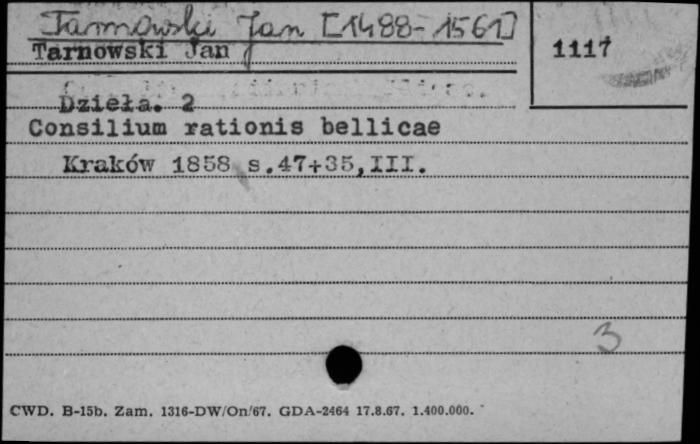 Tarnowski Jan [1488-1561]
Tarnowski Jan
1117
Dzieła. 2
Consilium rationis bellicae
Kraków 1858 s.47+35,III.
3
CWD. B-15b. Zam. 1316-DW/On/67. GDA-2464 17.8.67. 1.400.000.